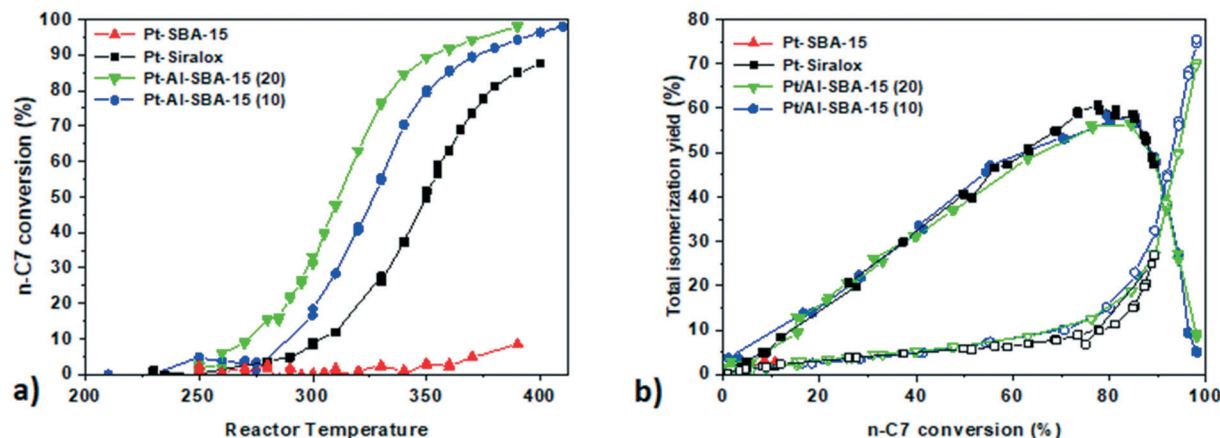 100
90
80
70
60
50
40
30
20
10
0
n-C7 conversion (%)
Pt-SBA-15
Pt-Siralox
Pt-Al-SBA-15 (20)
Pt-Al-SBA-15 (10)
200 250 300 350 400
Reactor Temperature
a)
80
70
60
50
40
30
20
10
0
Total isomerization yield (%)
Pt-SBA-15
Pt-Siralox
Pt/Al-SBA-15 (20)
Pt/Al-SBA-15 (10)
0 20 40 60 80 100
n-C7 conversion (%)
b)